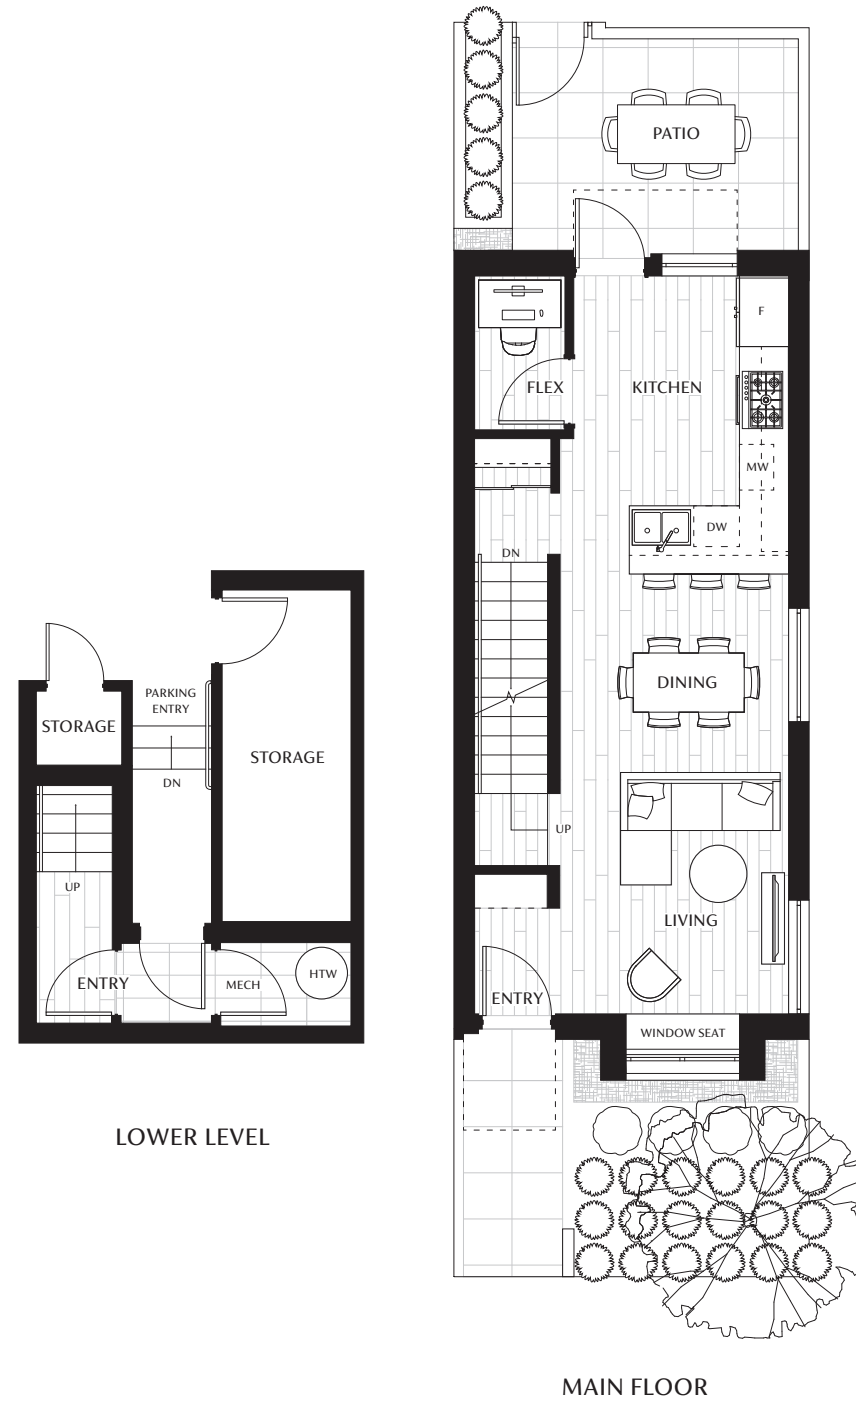 PATIO
F
FLEX
KITCHEN
MW
DW
DN
DINING
UP
LIVING
ENTRY
WINDOW SEAT
MAIN FLOOR
PARKING
ENTRY
STORAGE
STORAGE
DN
UP
ENTRY
MECH
HTW
LOWER LEVEL